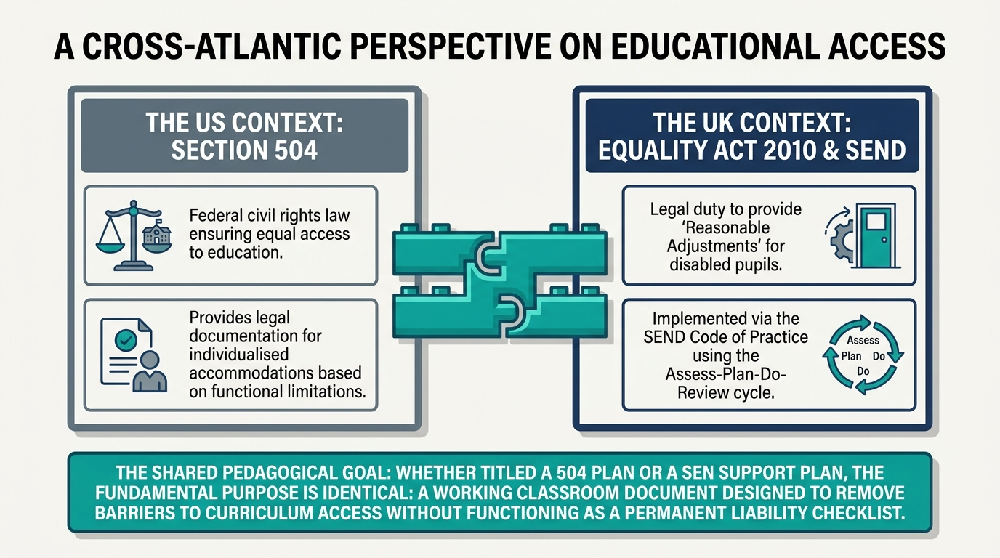 A CROSS-ATLANTIC PERSPECTIVE ON EDUCATIONAL ACCESS
THE US CONTEXT:
SECTION 504
Federal civil rights law
ensuring equal access
to education.
Provides legal
documentation for
individualised
accommodations based
on functional limitations.
THE UK CONTEXT:
EQUALITY ACT 2010 & SEND
Legal duty to provide
‘Reasonable
Adjustments’ for
disabled pupils.
Implemented via the
SEND Code of Practice
using the
Assess-Plan-Do-
Review cycle.
Assess
Plan Do
Do
THE SHARED PEDAGOGICAL GOAL: WHETHER TITLED A 504 PLAN OR A SEN SUPPORT PLAN, THE
FUNDAMENTAL PURPOSE IS IDENTICAL: A WORKING CLASSROOM DOCUMENT DESIGNED TO REMOVE
BARRIERS TO CURRICULUM ACCESS WITHOUT FUNCTIONING AS A PERMANENT LIABILITY CHECKLIST.